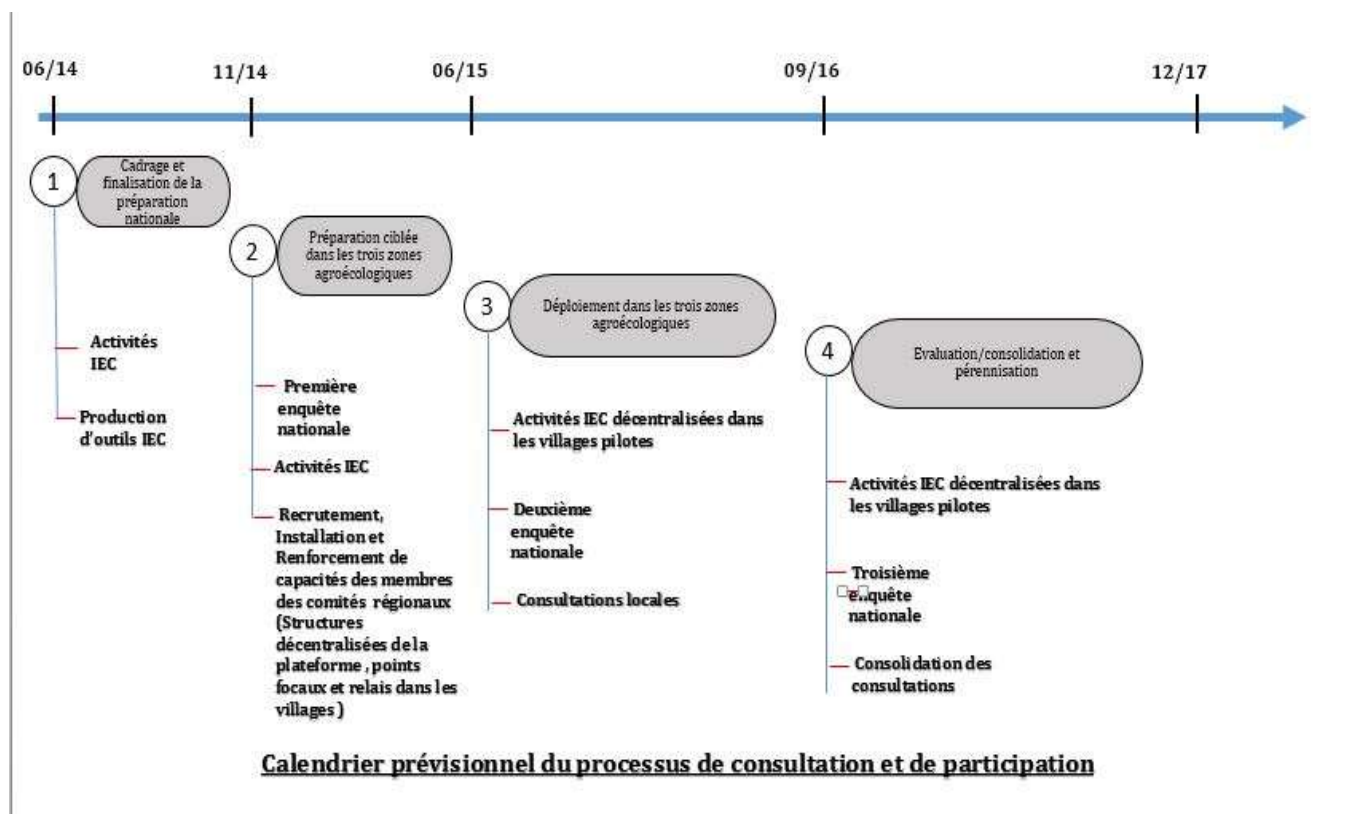 06/14
11/14
06/15
09/16
12/17
1
Cadrage et
finalisation de la
préparation
nationale
Activités
IEC
Production
d'outils IEC
2
Préparation ciblée
dans les trois zones
agroécologiques
Première
enquête
nationale
Activités IEC
Recrutement,
Installation et
Renforcement de
capacités des membres
des comités régionaux
(Structures
décentralisées de la
plateforme , points
focaux et relais dans les
villages )
3
Déploiement dans les trois zones
agroécologiques
Activités IEC décentralisées dans
les villages pilotes
Deuxième
enquête
nationale
Consultations locales
4
Evaluation/consolidation et
pérennisation
Activités IEC décentralisées dans
les villages pilotes
Troisième
enquête
nationale
Consolidation des
consultations
Calendrier prévisionnel du processus de consultation et de participation